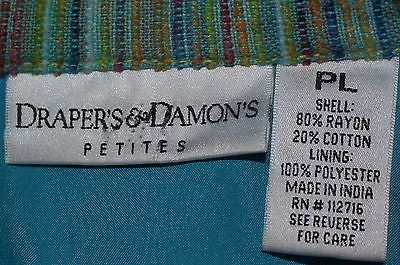 DRAPER'S & DAMON'S
PETITES
PL
SHELL:
80% RAYON
20% COTTON
LINING:
100% POLYESTER
MADE IN INDIA
RN # 112716
SEE REVERSE
FOR CARE